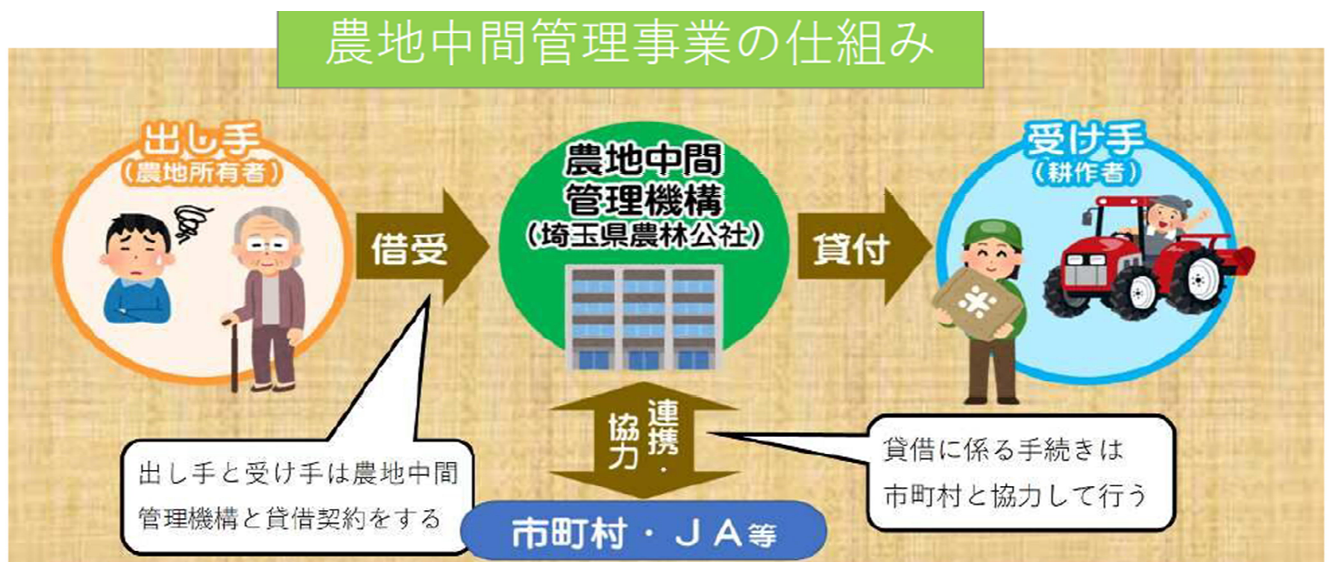 農地中間管理事業の仕組み
出し手
(農地所有者)
借受
農地中間
管理機構
(埼玉県農林公社)
貸付
受け手
(耕作者)
米
連携・
協力
出し手と受け手は農地中間
管理機構と貸借契約をする
貸借に係る手続きは
市町村と協力して行う
市町村・ＪＡ等